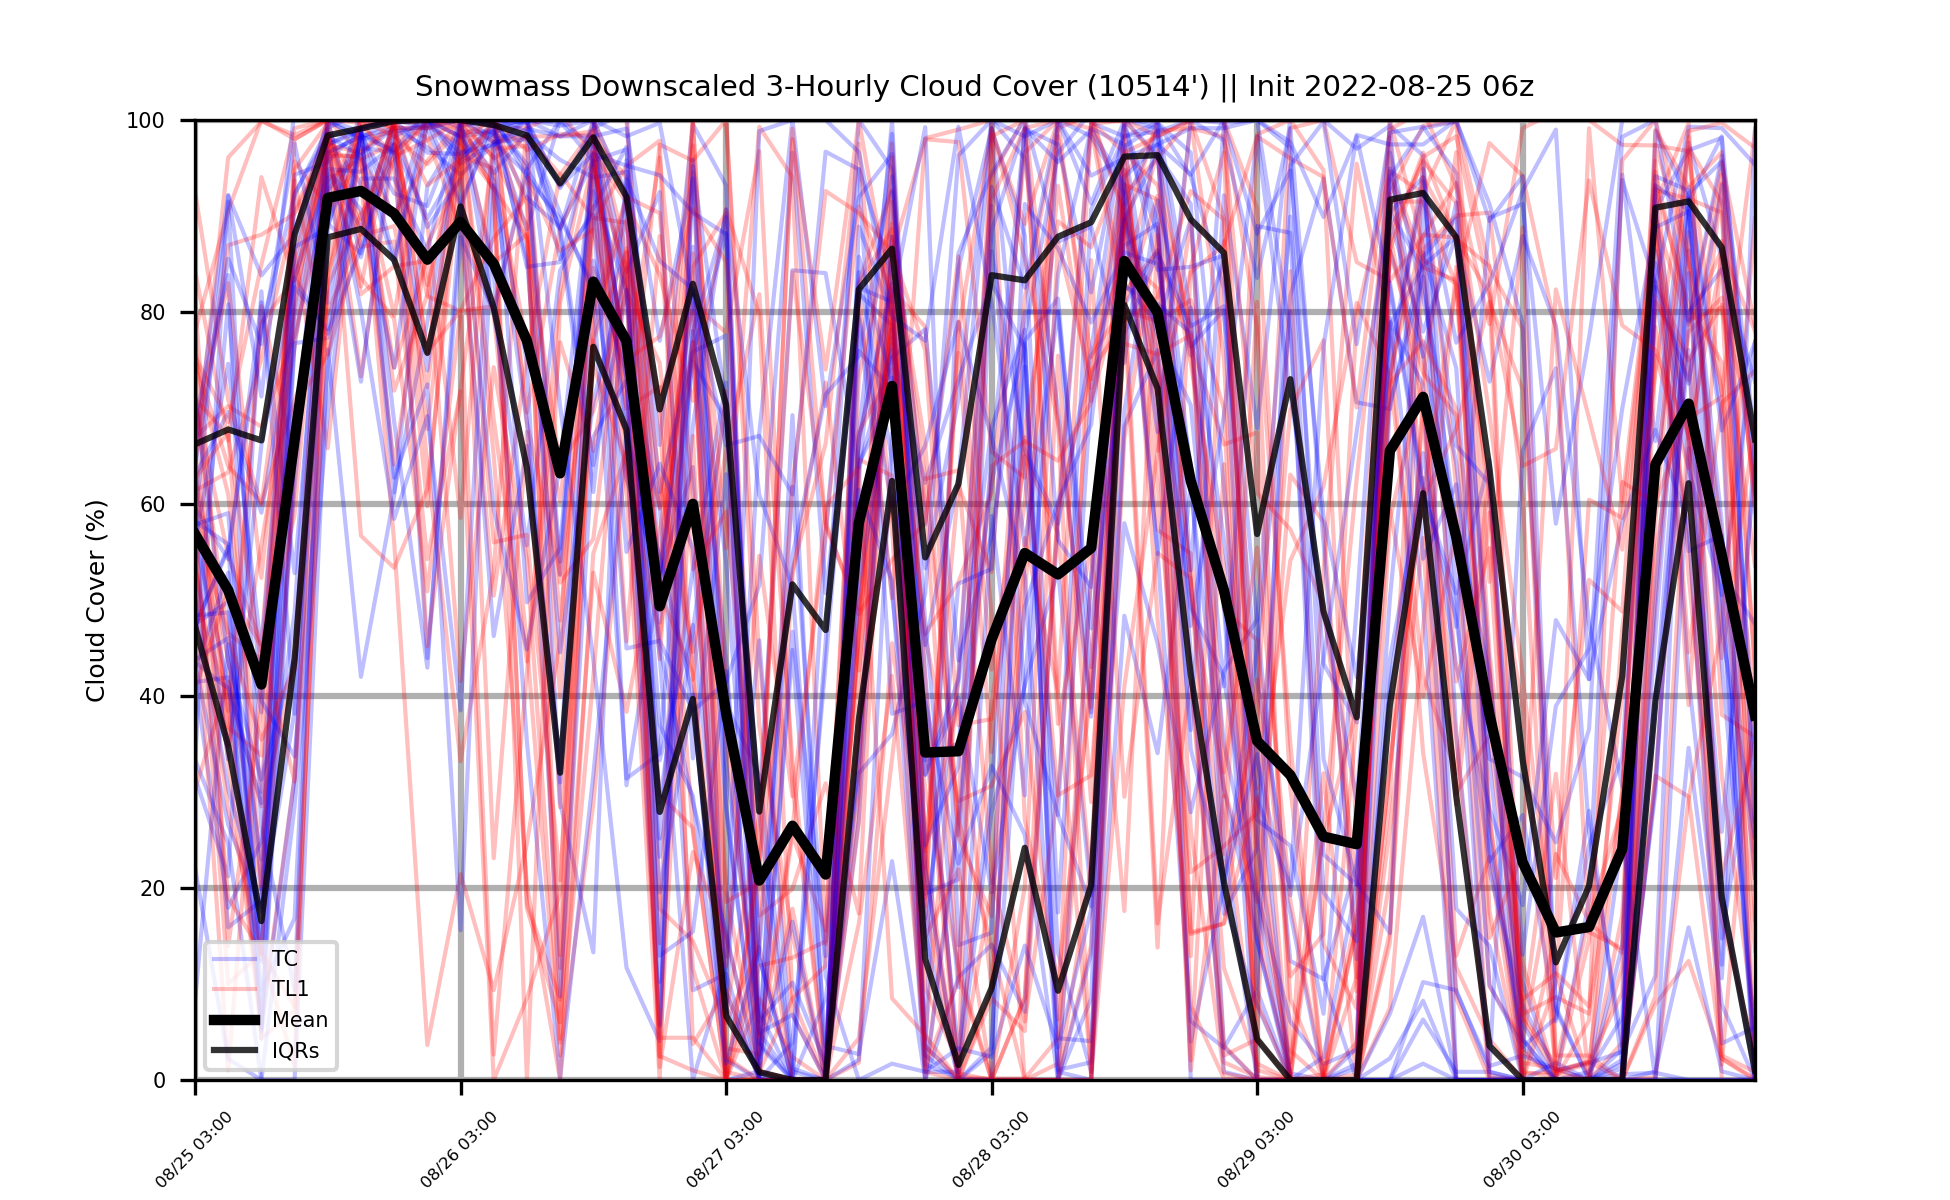 Snowmass Downscaled 3-Hourly Cloud Cover (10514') || Init 2022-08-25 06z
Cloud Cover (%)
100
80
60
40
20
0
TC
TL1
Mean
IQRs
08/25 03:00
08/26 03:00
08/27 03:00
08/28 03:00
08/29 03:00
08/30 03:00